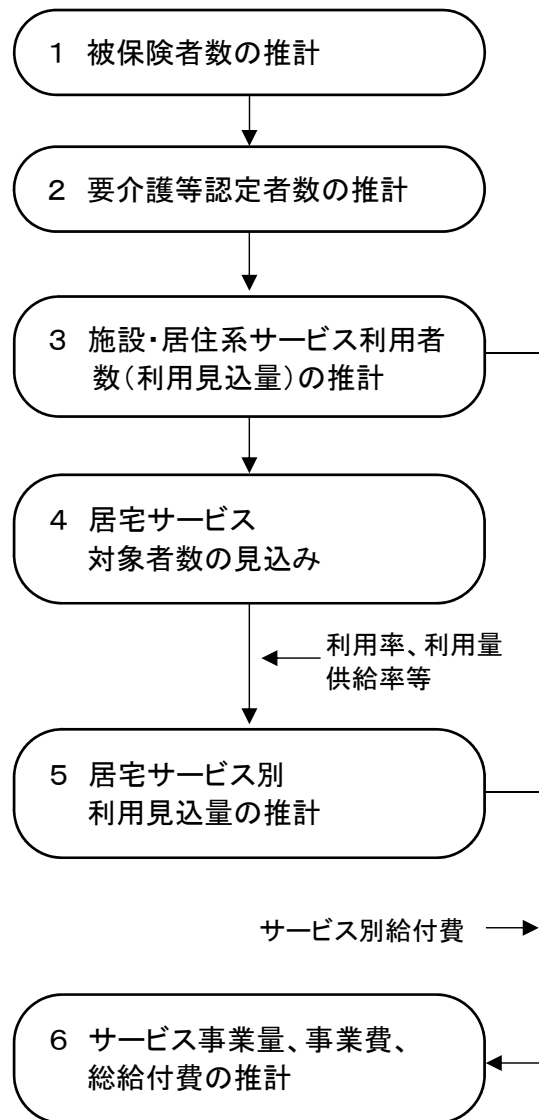 1 被保険者数の推計
2 要介護等認定者数の推計
3 施設・居住系サービス利用者
数(利用見込量)の推計
4 居宅サービス
対象者数の見込み
利用率、利用量
供給率等
5 居宅サービス別
利用見込量の推計
サービス別給付費
6 サービス事業量、事業費、
総給付費の推計